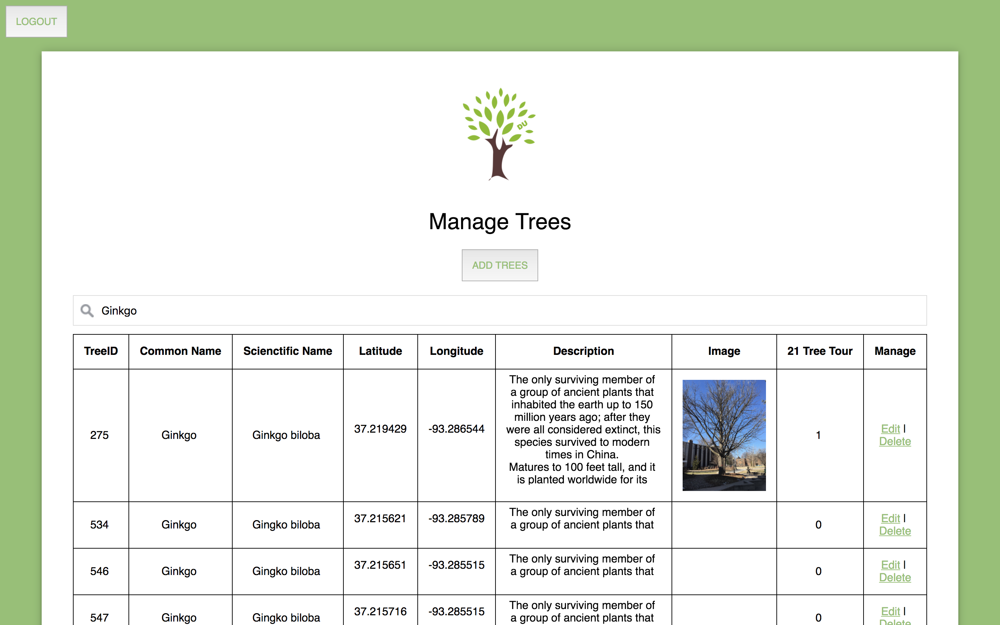 LOGOUT
DU
Manage Trees
ADD TREES
Ginkgo
TreeID Common Name Scienctific Name Latitude Longitude Description Image 21 Tree Tour Manage
The only surviving member of
a group of ancient plants that
inhabited the earth up to 150
million years ago; after they
were all considered extinct, this
species survived to modern
times in China.
Matures to 100 feet tall, and it
is planted worldwide for its
275 Ginkgo Ginkgo biloba 37.219429 -93.286544 1 Edit |
Delete
The only surviving member of
a group of ancient plants that
534 Ginkgo Gingko biloba 37.215621 -93.285789 0 Edit |
Delete
The only surviving member of
a group of ancient plants that
546 Ginkgo Gingko biloba 37.215651 -93.285515 0 Edit |
Delete
The only surviving member of
a group of ancient plants that
547 Ginkgo Gingko biloba 37.215716 -93.285515 0 Edit |
Delete